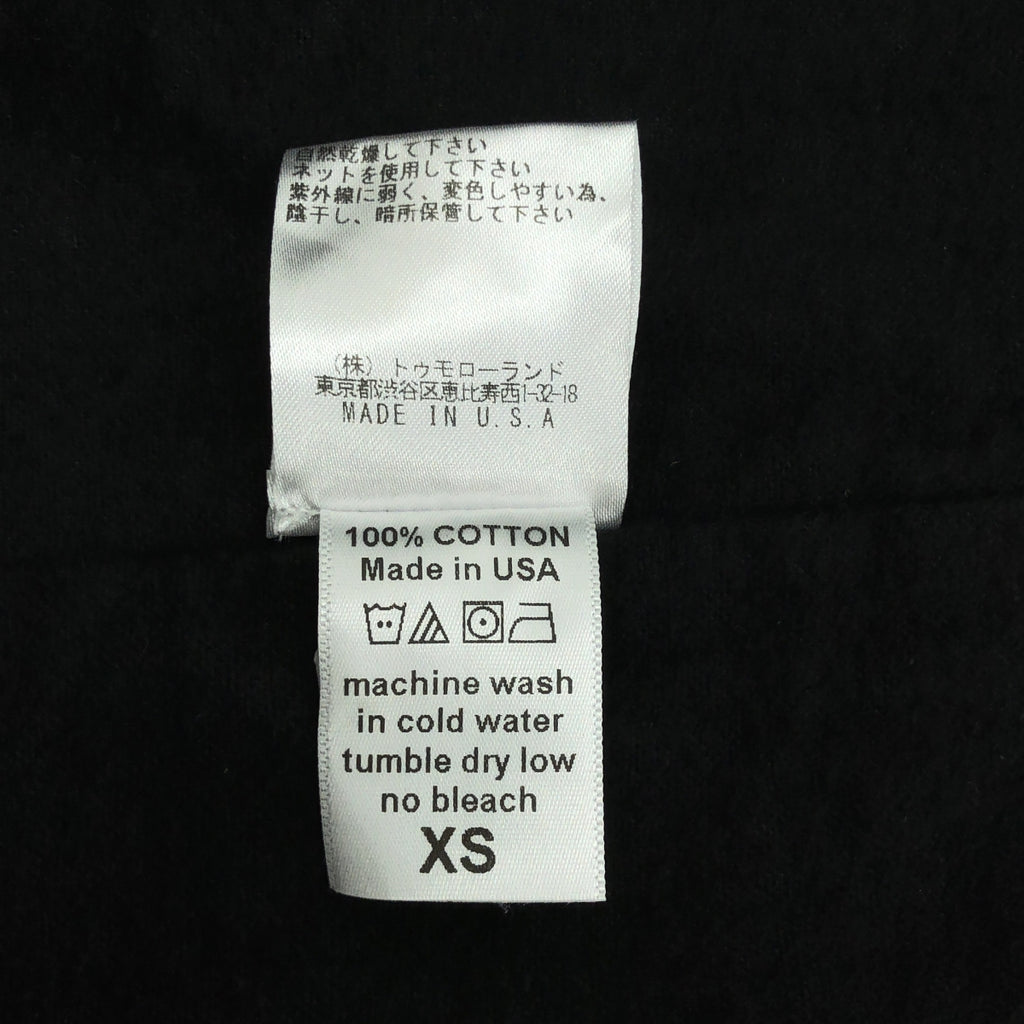 自然乾燥して下さい
ネットを使用して下さい
紫外線に弱く、変色しやすい為、
陰干し、暗所保管して下さい
(株) トゥモローランド
東京都渋谷区恵比寿西1-32-18
MADE IN U.S.A
100% COTTON
Made in USA
machine wash
in cold water
tumble dry low
no bleach
XS